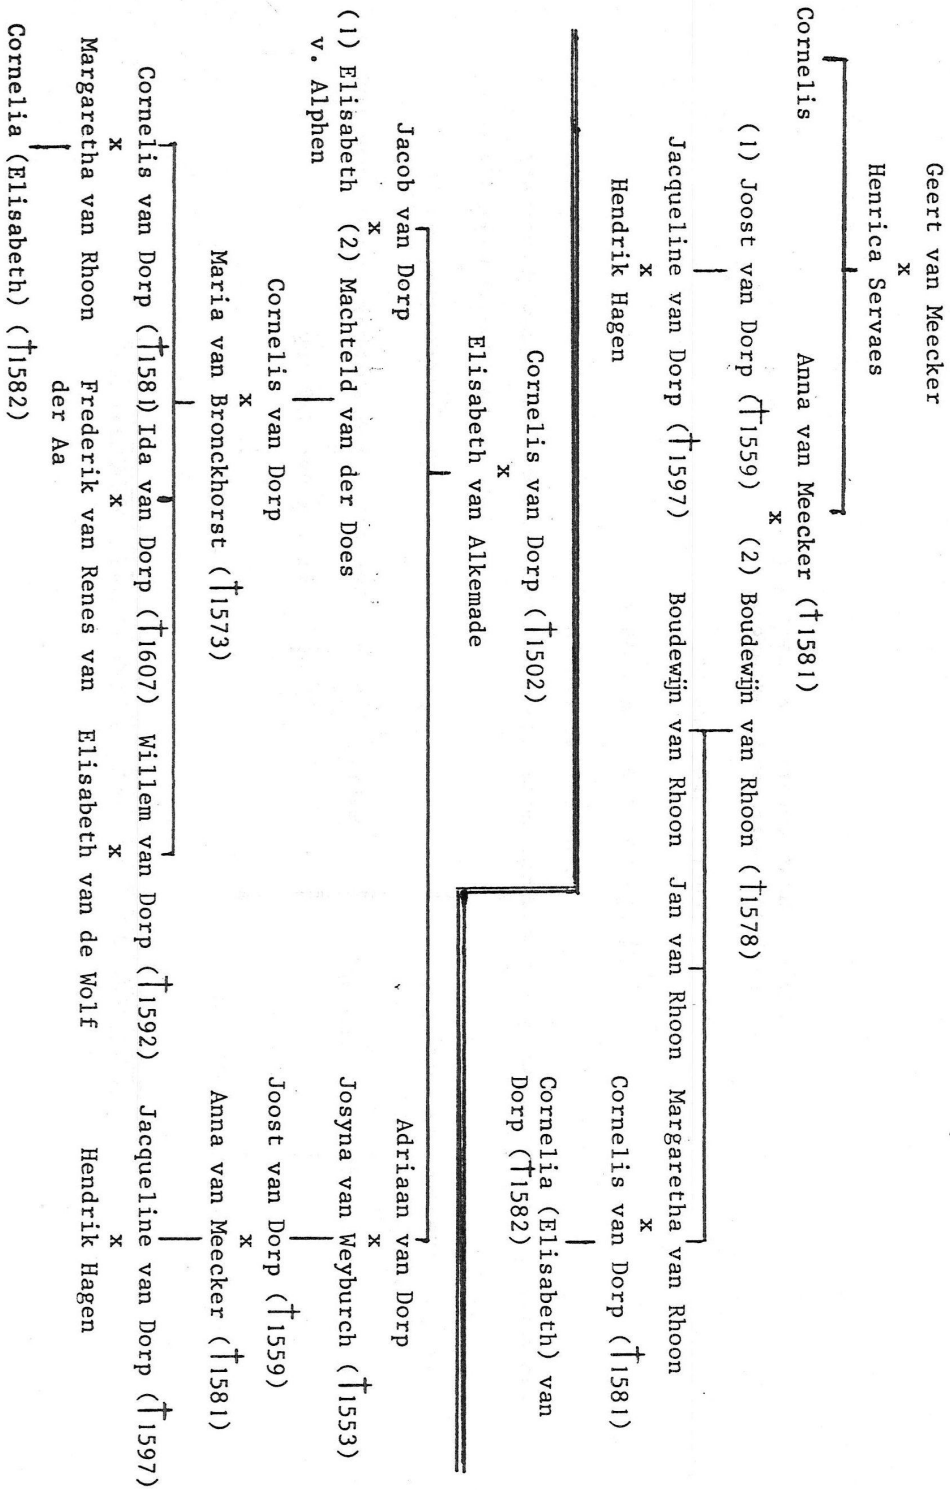 Geert van Meecker
x
Henrica Servaes
Cornelis Anna van Meecker (†1581)
x
(1) Joost van Dorp (†1559) (2) Boudewijn van Rhoon (†1578)
Jacqueline van Dorp (†1597) Boudewijn van Rhoon Jan van Rhoon Margaretha van Rhoon
x x
Hendrik Hagen Cornelis van Dorp (†1581)
Cornelia (Elisabeth) van
Dorp (†1582)
Cornelis van Dorp (†1502)
x
Elisabeth van Alkemade
Jacob van Dorp Adriaan van Dorp
x x
(1) Elisabeth (2) Machteld van der Does Josyna van Weyburch (†1553)
v. Alphen
Cornelis van Dorp Joost van Dorp (†1559)
x x
Maria van Bronckhorst (†1573) Anna van Meecker (†1581)
Cornelis van Dorp (†1581) Ida van Dorp (†1607) Willem van Dorp (†1592) Jacqueline van Dorp (†1597)
x x x x
Margaretha van Rhoon Frederik van Renes van Elisabeth van de Wolf Hendrik Hagen
der Aa
Cornelia (Elisabeth) (†1582)